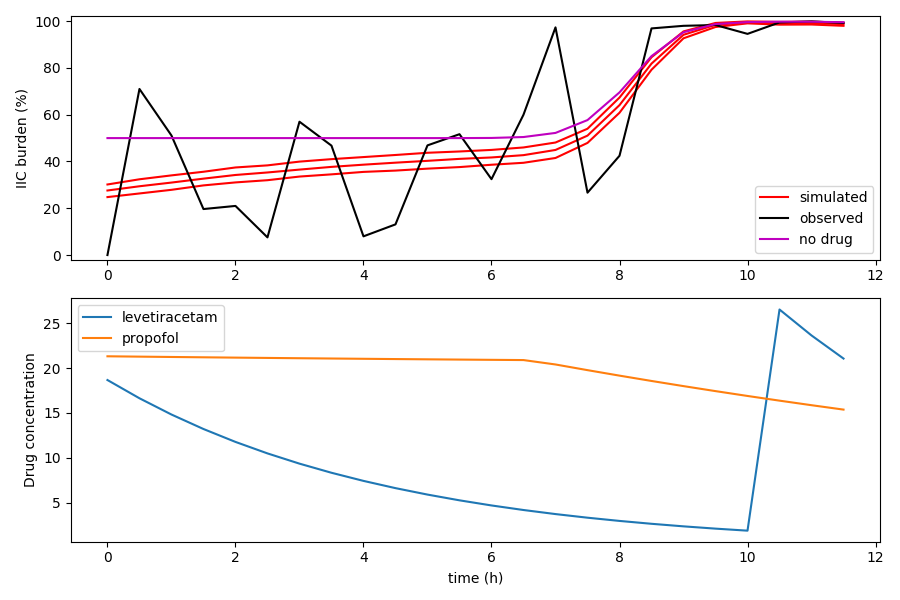 IIC burden (%)
100
80
60
40
20
0
simulated
observed
no drug
0 2 4 6 8 10 12
Drug concentration
25
20
15
10
5
levetiracetam
propofol
0 2 4 6 8 10 12
time (h)